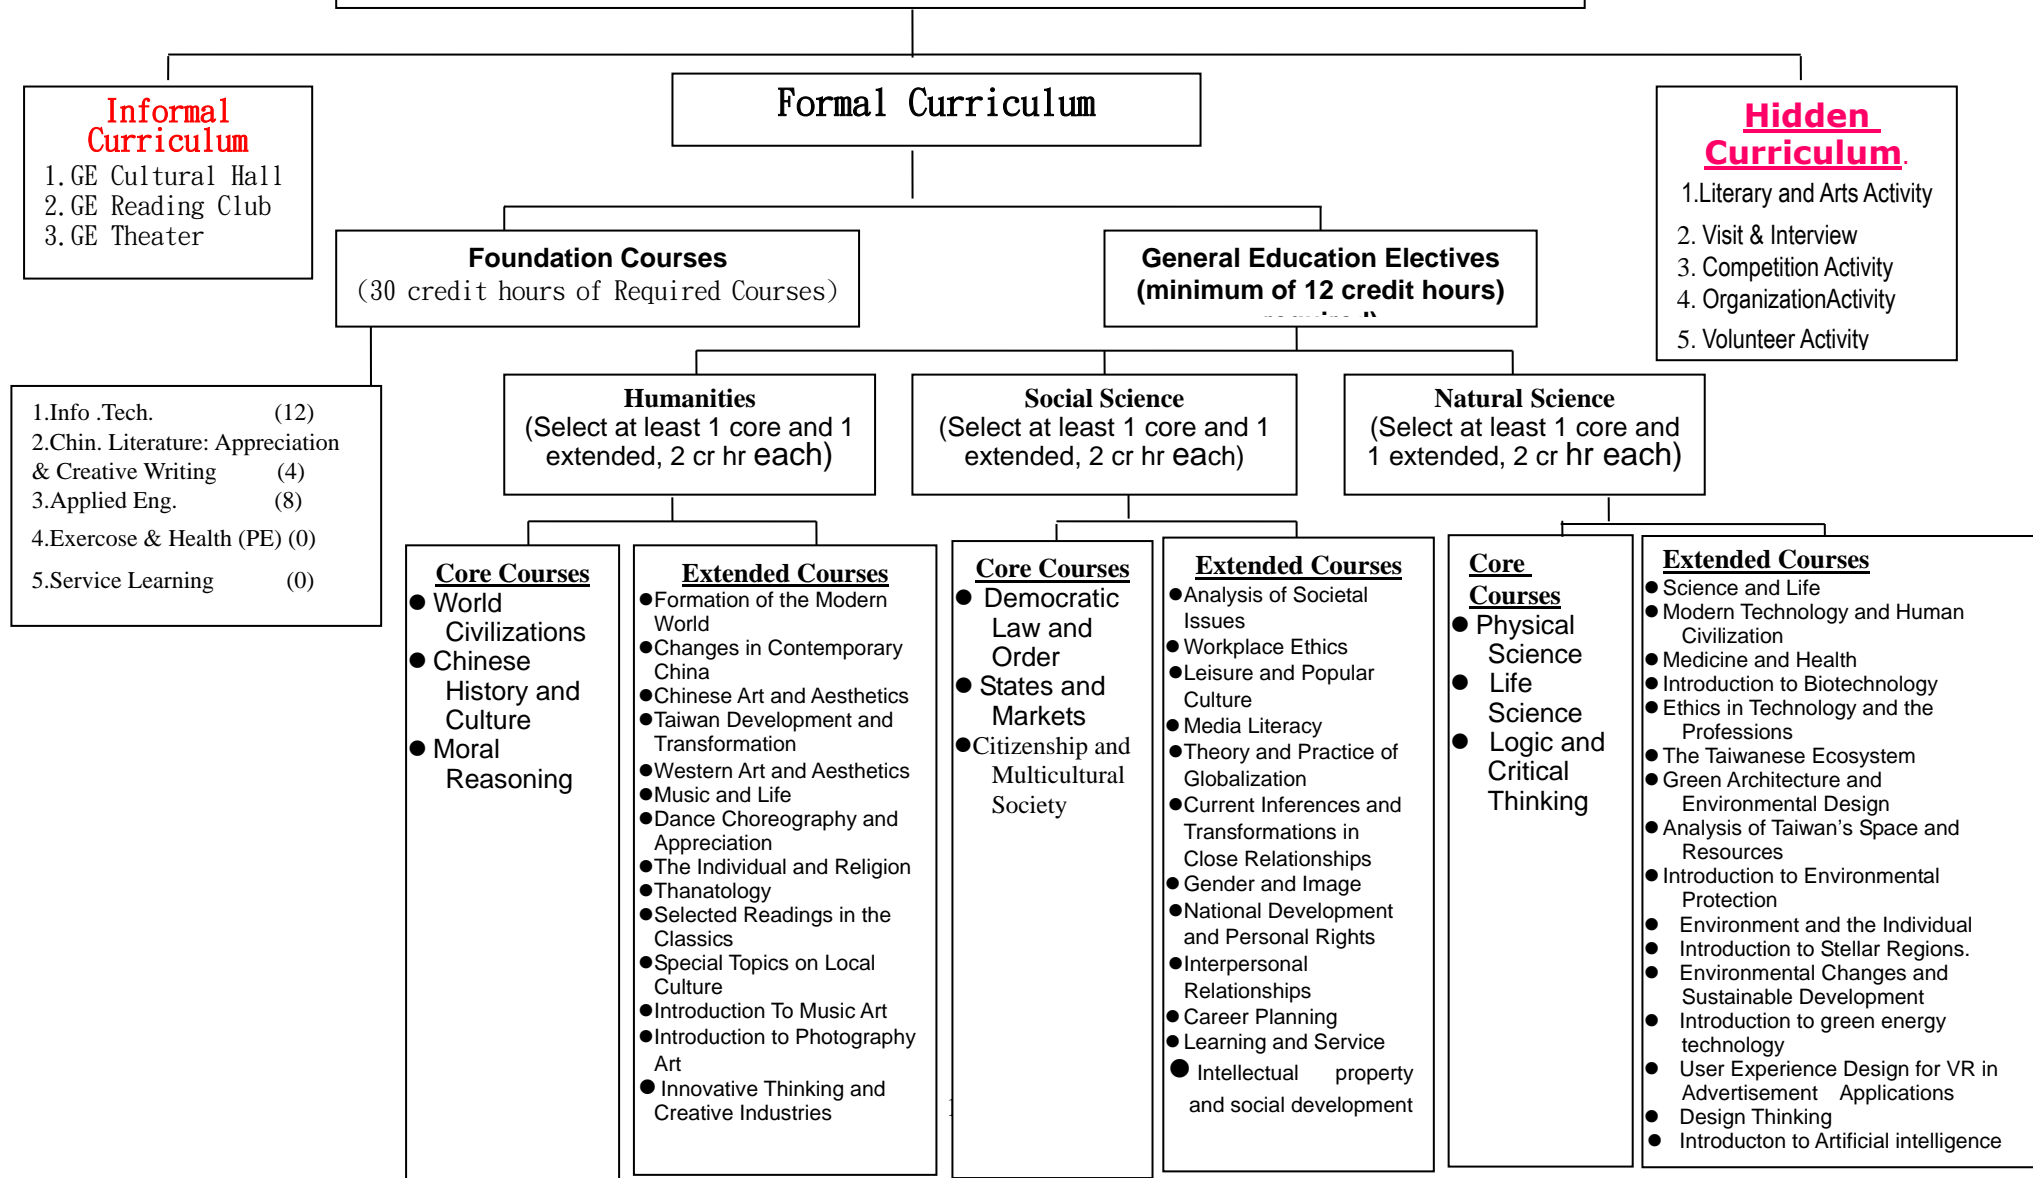 Informal
Curriculum
1.GE Cultural Hall
2.GE Reading Club
3.GE Theater
Formal Curriculum
Hidden
Curriculum.
1.Literary and Arts Activity
2. Visit & Interview
3. Competition Activity
4. OrganizationActivity
5. Volunteer Activity
Foundation Courses
(30 credit hours of Required Courses)
General Education Electives
(minimum of 12 credit hours)
required)
1.Info .Tech. (12)
2.Chin. Literature: Appreciation
& Creative Writing (4)
3.Applied Eng. (8)
4.Exercose & Health (PE) (0)
5.Service Learning (0)
Humanities
(Select at least 1 core and 1
extended, 2 cr hr each)
Social Science
(Select at least 1 core and 1
extended, 2 cr hr each)
Natural Science
(Select at least 1 core and
1 extended, 2 cr hr each)
Core Courses
● World
Civilizations
● Chinese
History and
Culture
● Moral
Reasoning
Extended Courses
●Formation of the Modern
World
●Changes in Contemporary
China
●Chinese Art and Aesthetics
●Taiwan Development and
Transformation
●Western Art and Aesthetics
●Music and Life
●Dance Choreography and
Appreciation
●The Individual and Religion
●Thanatology
●Selected Readings in the
Classics
●Special Topics on Local
Culture
●Introduction To Music Art
●Introduction to Photography
Art
● Innovative Thinking and
Creative Industries
Core Courses
● Democratic
Law and
Order
● States and
Markets
●Citizenship and
Multicultural
Society
Extended Courses
●Analysis of Societal
Issues
● Workplace Ethics
●Leisure and Popular
Culture
● Media Literacy
●Theory and Practice of
Globalization
●Current Inferences and
Transformations in
Close Relationships
● Gender and Image
●National Development
and Personal Rights
●Interpersonal
Relationships
● Career Planning
● Learning and Service
● Intellectual property
and social development
Core
Courses
● Physical
Science
● Life
Science
● Logic and
Critical
Thinking
Extended Courses
● Science and Life
● Modern Technology and Human
Civilization
● Medicine and Health
● Introduction to Biotechnology
● Ethics in Technology and the
Professions
● The Taiwanese Ecosystem
● Green Architecture and
Environmental Design
● Analysis of Taiwan's Space and
Resources
● Introduction to Environmental
Protection
● Environment and the Individual
● Introduction to Stellar Regions.
● Environmental Changes and
Sustainable Development
● Introduction to green energy
technology
● User Experience Design for VR in
Advertisement Applications
● Design Thinking
● Introducton to Artificial intelligence